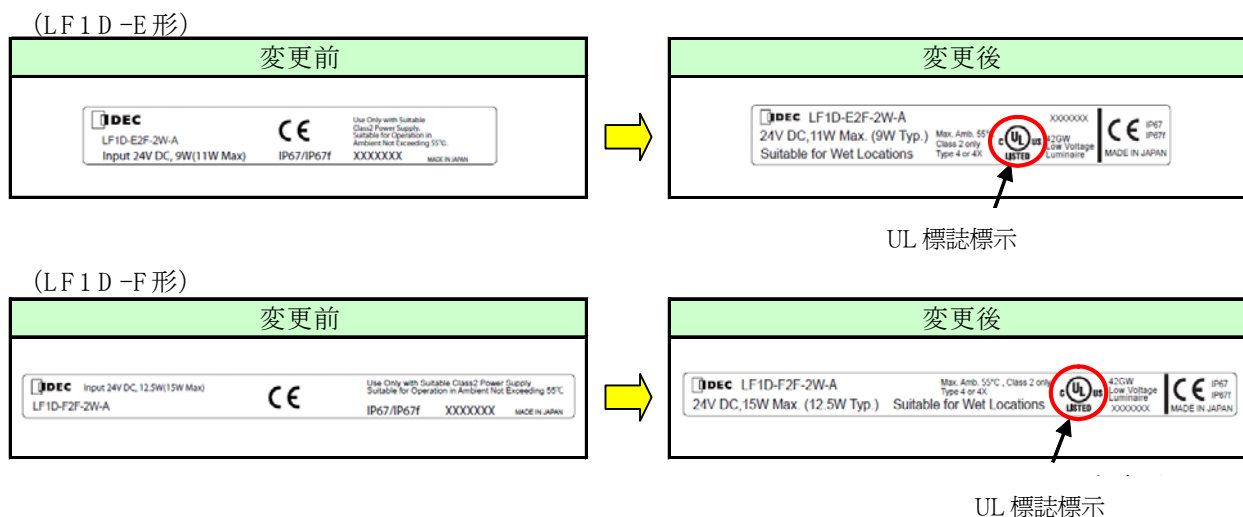 (LF1D-E形)
変更前
変更後
IDEC
LF1D-E2F-2W-A
Input 24V DC, 9W(11W Max)
CE
IP67/IP67f
Use Only with Suitable
Class2 Power Supply.
Suitable for Operation in
Ambient Not Exceeding 55℃.
XXXXXXX MADE IN JAPAN
IDEC LF1D-E2F-2W-A
24V DC,11W Max. (9W Typ.)
Suitable for Wet Locations
Max. Amb. 55°
Class 2 only
Type 4 or 4X
c UL us
LISTED
XXXXXXX
42GW
Low Voltage
Luminaire
CE IP67
IP67f
MADE IN JAPAN
UL 標誌標示
(LF1D-F形)
変更前
変更後
IDEC Input 24V DC, 12.5W(15W Max)
LF1D-F2F-2W-A
CE
Use Only with Suitable Class2 Power Supply
Suitable for Operation in Ambient Not Exceeding 55℃
IP67/IP67f XXXXXXX MADE IN JAPAN
IDEC LF1D-F2F-2W-A
24V DC,15W Max. (12.5W Typ.) Suitable for Wet Locations
Max. Amb. 55°C , Class 2 only
Type 4 or 4X
c UL us
LISTED
42GW
Low Voltage
Luminaire
XXXXXXX
CE IP67
IP67f
MADE IN JAPAN
UL 標誌標示